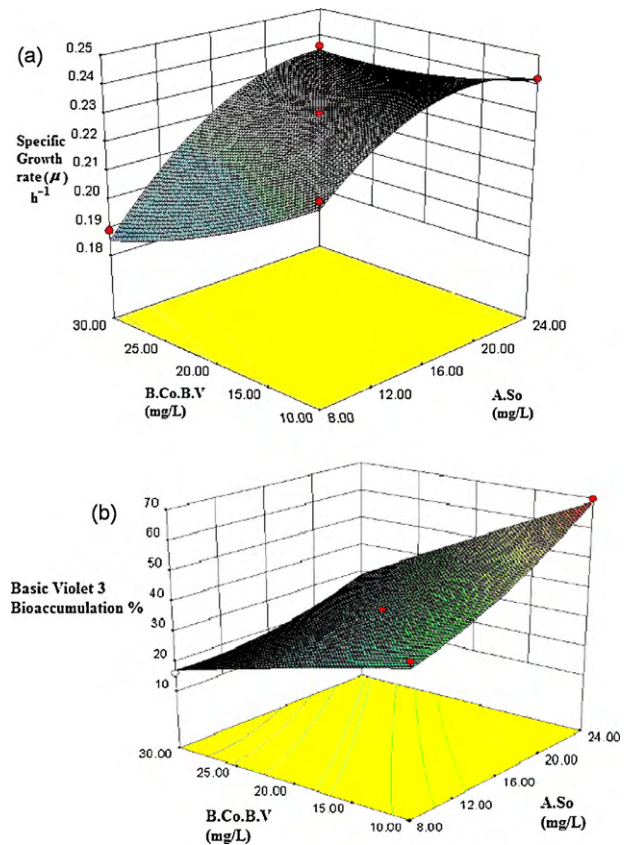 (a)
0.25
0.24
0.23
0.22
0.21
0.20
0.19
0.18
Specific
Growth
rate (μ)
h⁻¹
30.00
25.00
20.00
15.00
10.00
B.Co.B.V
(mg/L)
8.00
12.00
16.00
20.00
24.00
A.So
(mg/L)
(b)
70
60
50
40
30
20
10
Basic Violet 3
Bioaccumulation %
30.00
25.00
20.00
15.00
10.00
B.Co.B.V
(mg/L)
8.00
12.00
16.00
20.00
24.00
A.So
(mg/L)